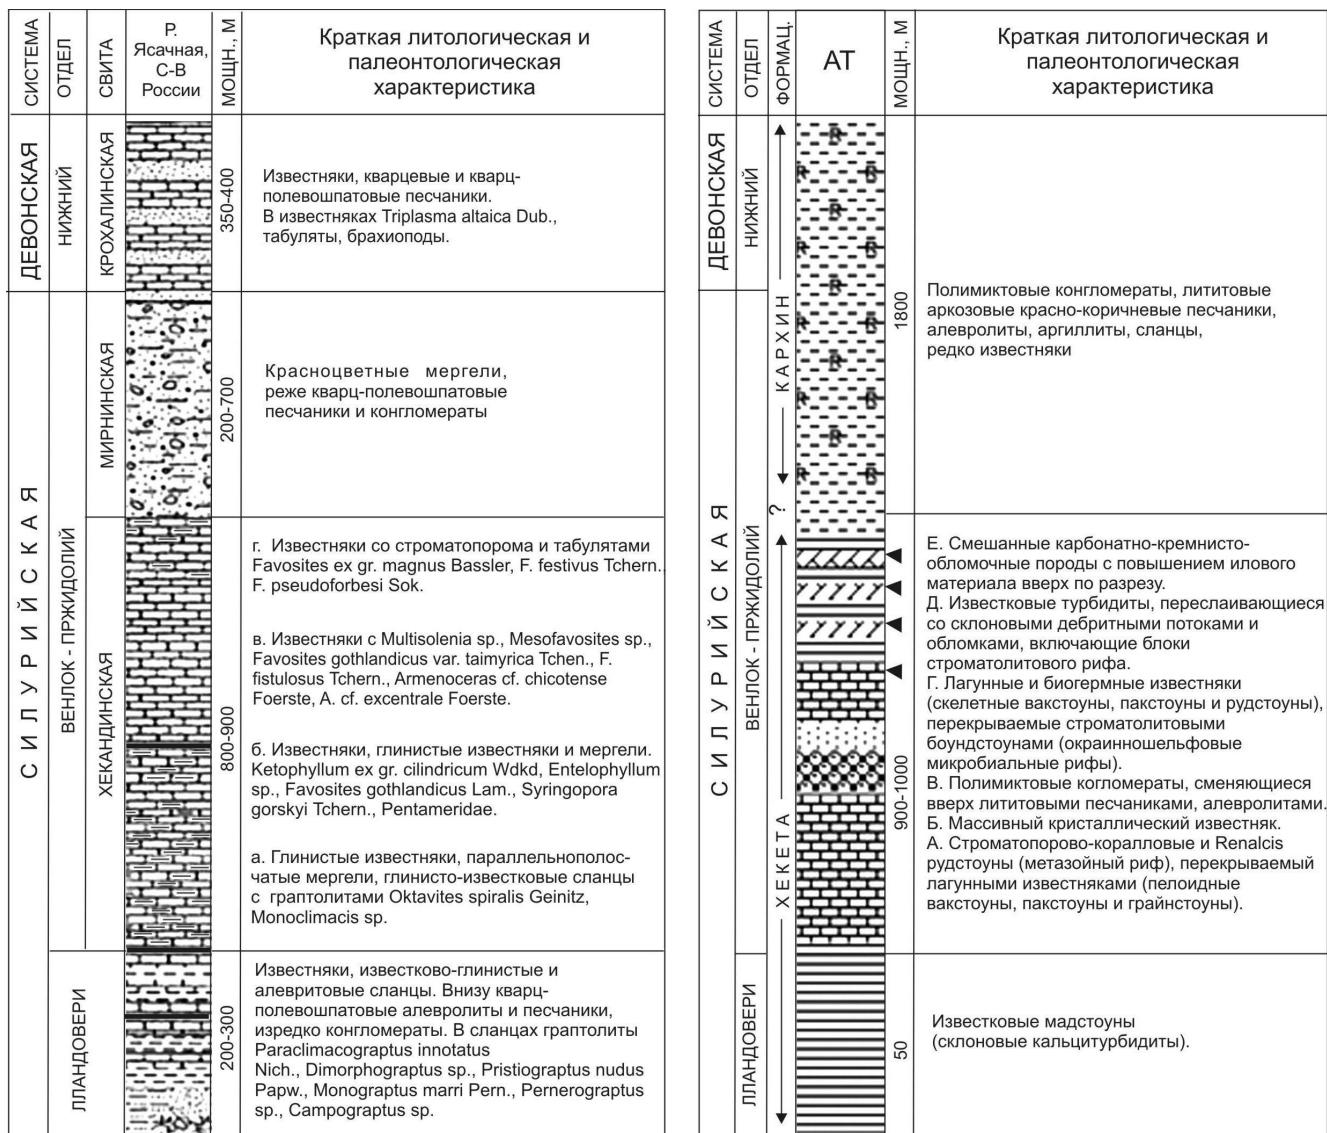 СИСТЕМА
ОТДЕЛ
СВИТА
Р.
Ясачная,
С-В
России
МОЩН., М
Краткая литологическая и
палеонтологическая
характеристика
ДЕВОНСКАЯ
НИЖНИЙ
КРОХАЛИНСКАЯ
350-400
Известняки, кварцевые и кварц-
полевошпатовые песчаники.
В известняках Triplasma altaica Dub.,
табуляты, брахиоподы.
СИЛУРИЙСКАЯ
ВЕНЛОК - ПРЖИДОЛИЙ
МИРНИНСКАЯ
200-700
Красноцветные мергели,
реже кварц-полевошпатовые
песчаники и конгломераты
ХЕКАНДИНСКАЯ
800-900
г. Известняки со строматопорома и табулятами
Favosites ex gr. magnus Bassler, F. festivus Tchern.,
F. pseudoforbesi Sok.
в. Известняки с Multisolenia sp., Mesofavosites sp.,
Favosites gothlandicus var. taimyrica Tchen., F.
fistulosus Tchern., Armenoceras cf. chicotense
Foerste, A. cf. excentrale Foerste.
б. Известняки, глинистые известняки и мергели.
Ketophyllum ex gr. cilindricum Wdkd, Entelophyllum
sp., Favosites gothlandicus Lam., Syringopora
gorskyi Tchern., Pentameridae.
а. Глинистые известняки, параллельнополос-
чатые мергели, глинисто-известковые сланцы
с граптолитами Oktavites spiralis Geinitz,
Monoclimacis sp.
ЛЛАНДОВЕРИ
200-300
Известняки, известково-глинистые и
алевритовые сланцы. Внизу кварц-
полевошпатовые алевролиты и песчаники,
изредко конгломераты. В сланцах граптолиты
Paraclimacograptus innotatus
Nich., Dimorphograptus sp., Pristiograptus nudus
Papw., Monograptus marri Pern., Pernerograptus
sp., Campograptus sp.
СИСТЕМА
ОТДЕЛ
ФОРМАЦ.
АТ
МОЩН., М
Краткая литологическая и
палеонтологическая
характеристика
ДЕВОНСКАЯ
НИЖНИЙ
КАРХИН
1800
Полимиктовые конгломераты, лититовые
аркозовые красно-коричневые песчаники,
алевролиты, аргиллиты, сланцы,
редко известняки
СИЛУРИЙСКАЯ
ВЕНЛОК - ПРЖИДОЛИЙ
?
ХЕКЕТА
900-1000
Е. Смешанные карбонатно-кремнисто-
обломочные породы с повышением илового
материала вверх по разрезу.
Д. Известковые турбидиты, переслаивающиеся
со склоновыми дебритными потоками и
обломками, включающие блоки
строматолитового рифа.
Г. Лагунные и биогермные известняки
(скелетные вакстоуны, пакстоуны и рудстоуны),
перекрываемые строматолитовыми
боундстоунами (окраинношельфовые
микробиальные рифы).
В. Полимиктовые когломераты, сменяющиеся
вверх лититовыми песчаниками, алевролитами.
Б. Массивный кристаллический известняк.
А. Строматопорово-коралловые и Renalcis
рудстоуны (метазойный риф), перекрываемый
лагунными известняками (пелоидные
вакстоуны, пакстоуны и грайнстоуны).
ЛЛАНДОВЕРИ
50
Известковые мадстоуны
(склоновые кальцитурбидиты).